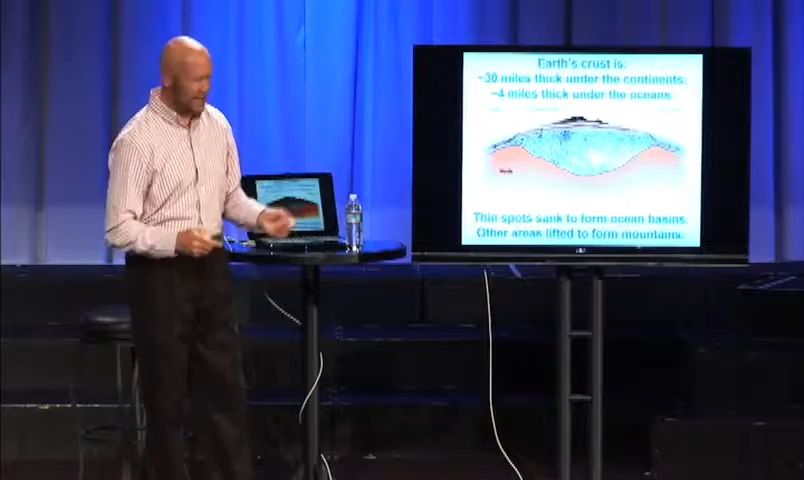 Earth's crust is:
~30 miles thick under the continents;
~4 miles thick under the oceans.
Thin spots sank to form ocean basins.
Other areas lifted to form mountains.